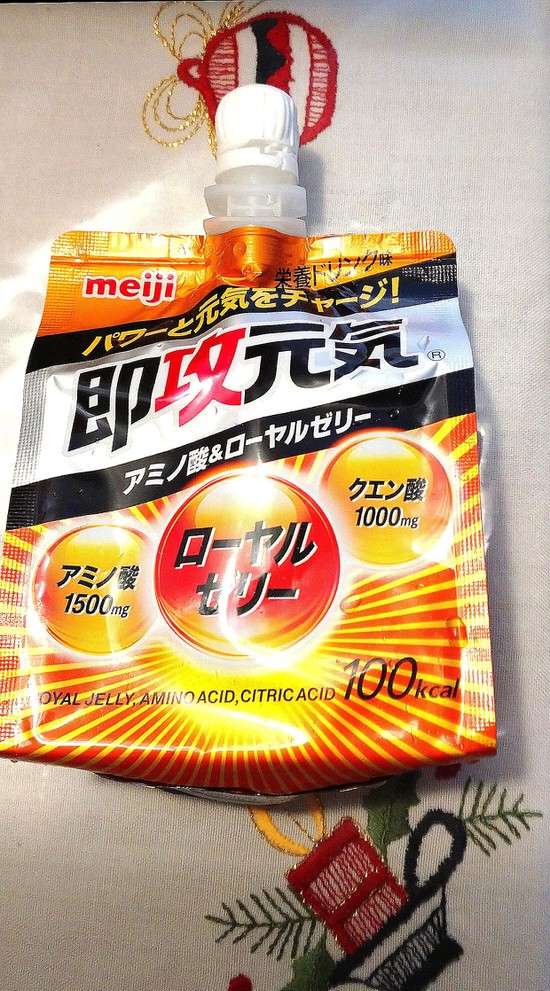 meiji
栄養ドリンク味
パワーと元気をチャージ!
即攻元気®
アミノ酸&ローヤルゼリー
クエン酸
1000mg
ローヤル
ゼリー
アミノ酸
1500mg
OYAL JELLY, AMINO ACID, CITRIC ACID 100kcal